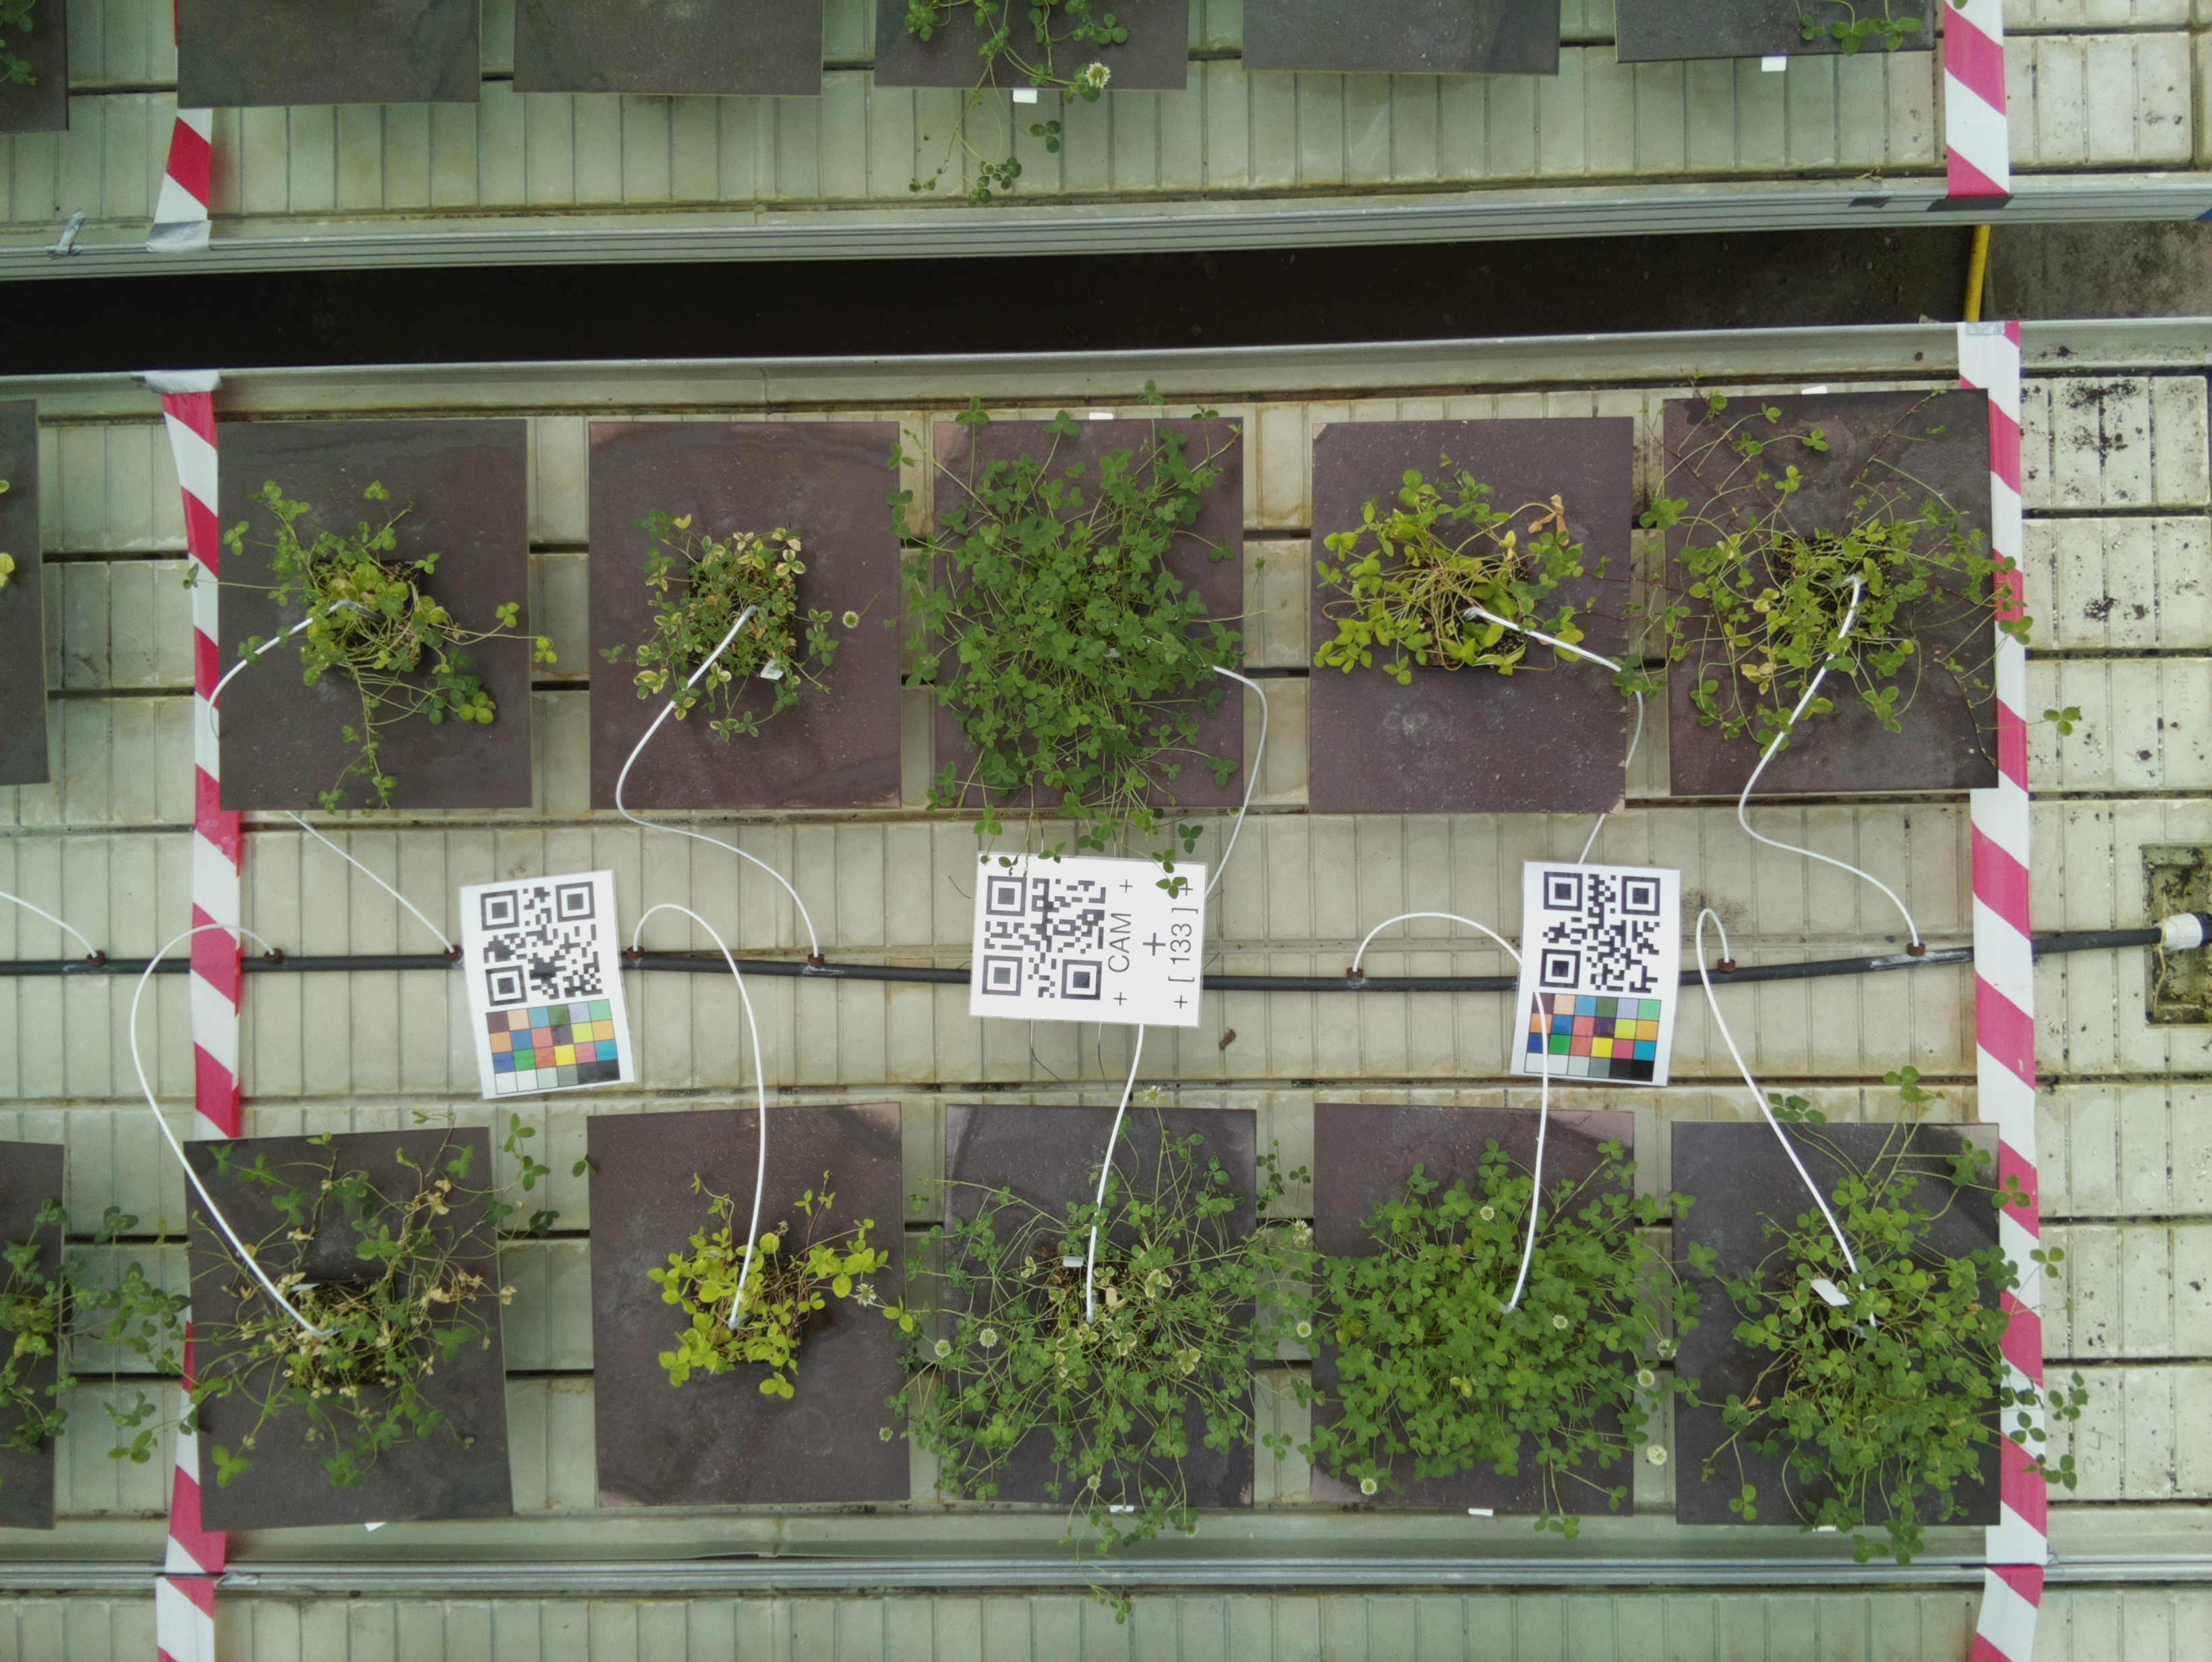 + CAM +
+
+ [ 133 ] +